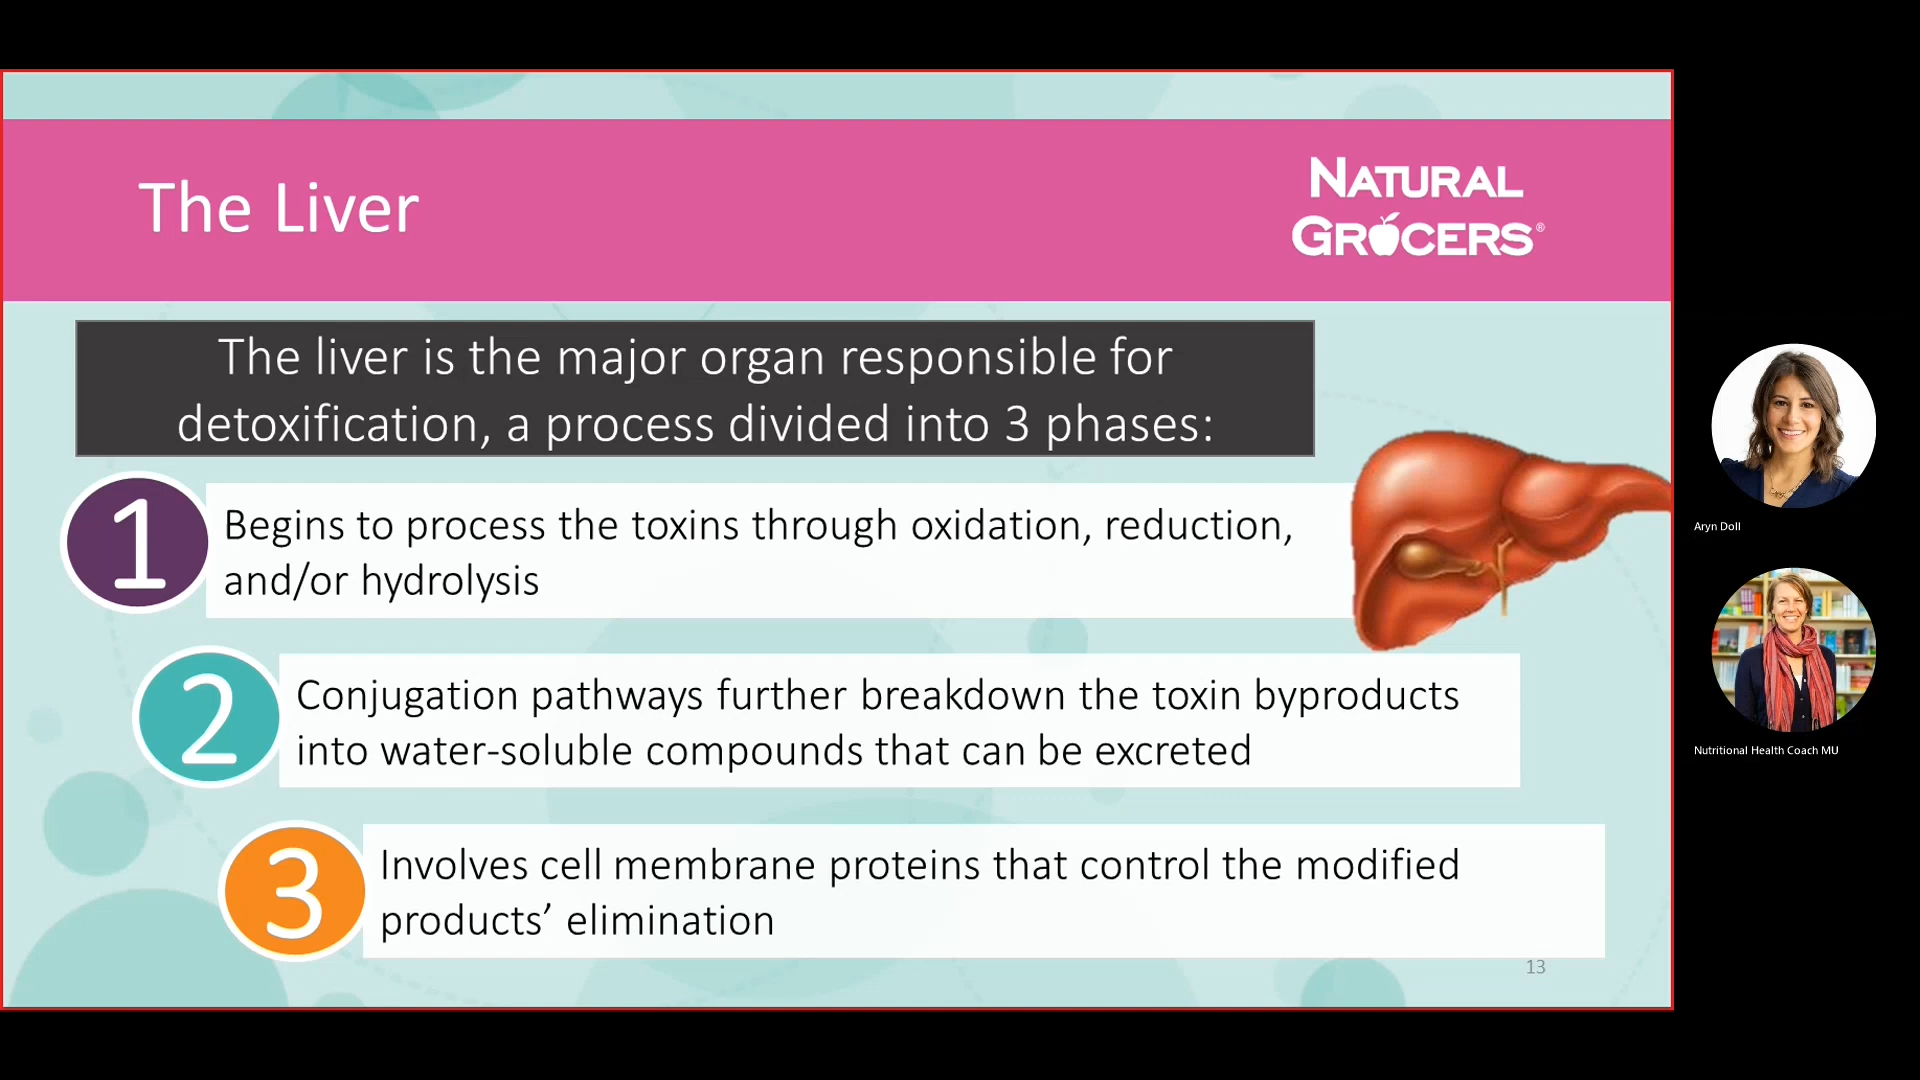 The Liver
NATURAL
GROCERS®
The liver is the major organ responsible for
detoxification, a process divided into 3 phases:
1
Begins to process the toxins through oxidation, reduction,
and/or hydrolysis
2
Conjugation pathways further breakdown the toxin byproducts
into water-soluble compounds that can be excreted
3
Involves cell membrane proteins that control the modified
products’ elimination
13
Aryn Doll
Nutritional Health Coach MU